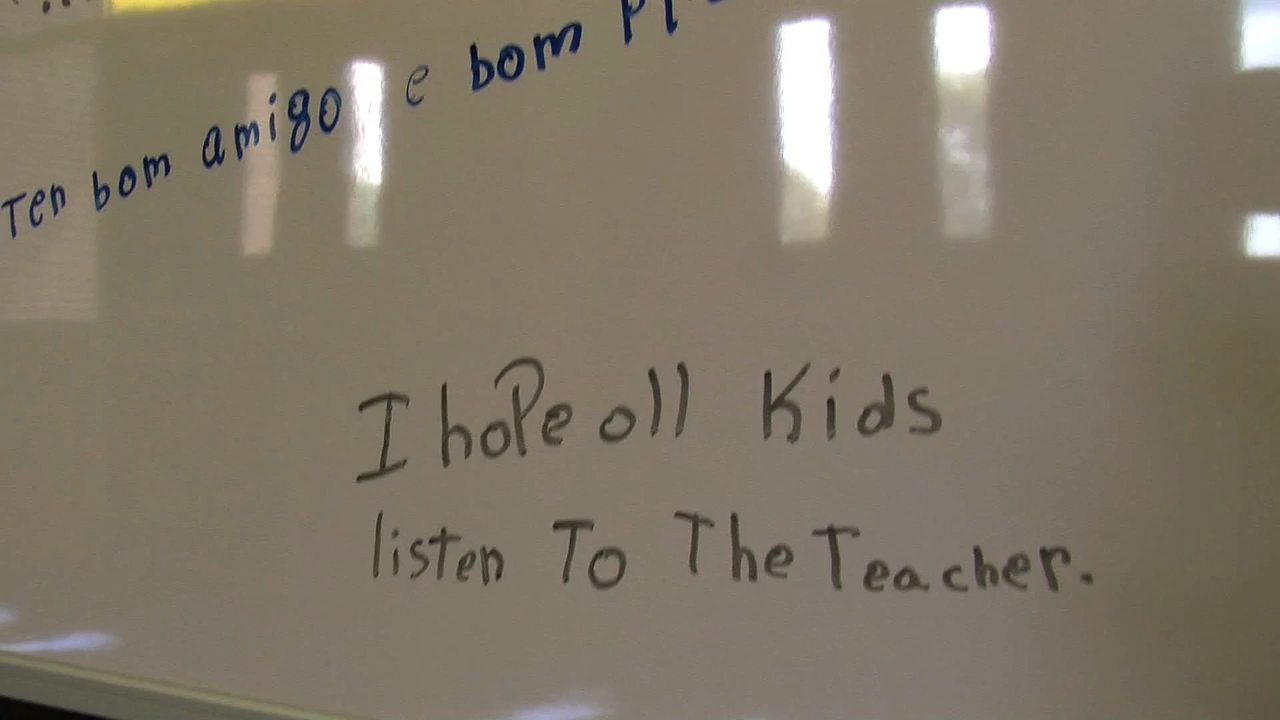 Ten bom amigo e bom
I hope oll Kids
listen To The Teacher.